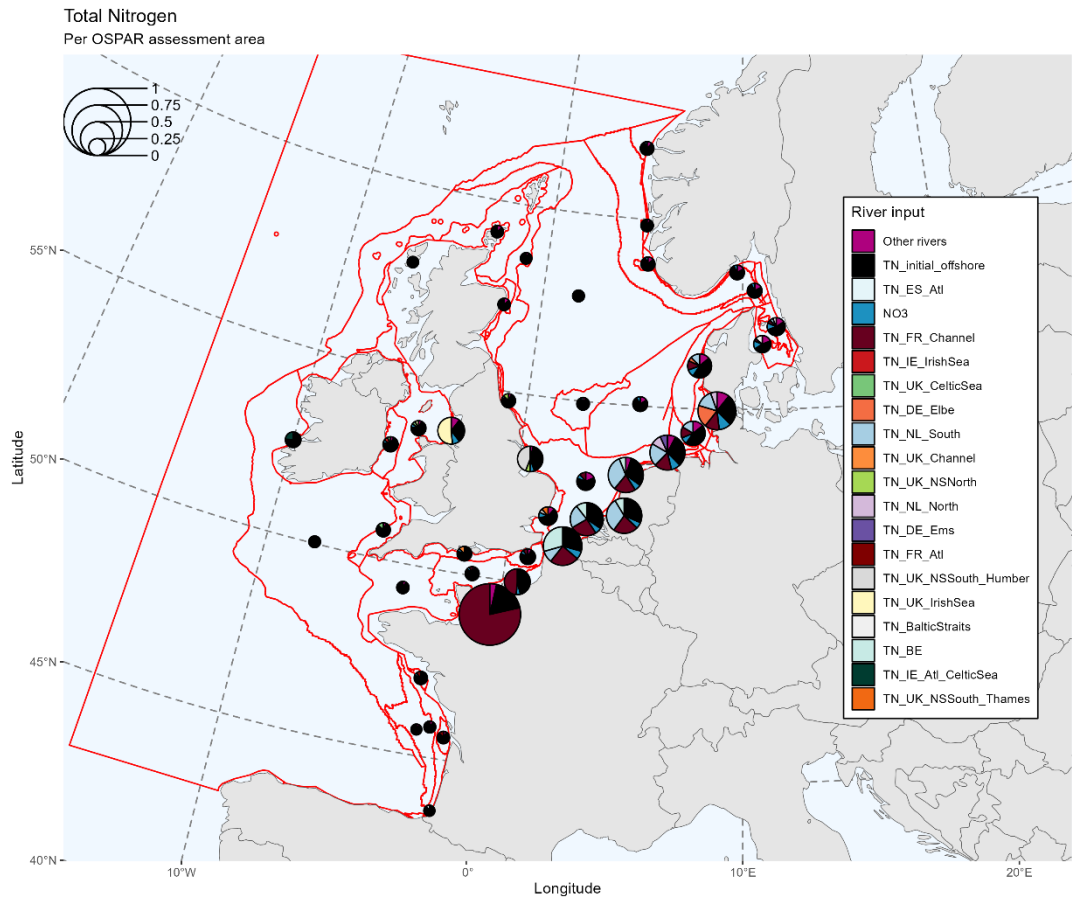 Total Nitrogen
Per OSPAR assessment area
1
0.75
0.5
0.25
0
River input
Other rivers
TN_initial_offshore
TN_ES_Atl
NO3
TN_FR_Channel
TN_IE_IrishSea
TN_UK_CelticSea
TN_DE_Elbe
TN_NL_South
TN_UK_Channel
TN_UK_NSNorth
TN_NL_North
TN_DE_Ems
TN_FR_Atl
TN_UK_NSSouth_Humber
TN_UK_IrishSea
TN_BalticStraits
TN_BE
TN_IE_Atl_CelticSea
TN_UK_NSSouth_Thames
55°N
50°N
45°N
40°N
Latitude
10°W
0°
10°E
20°E
Longitude